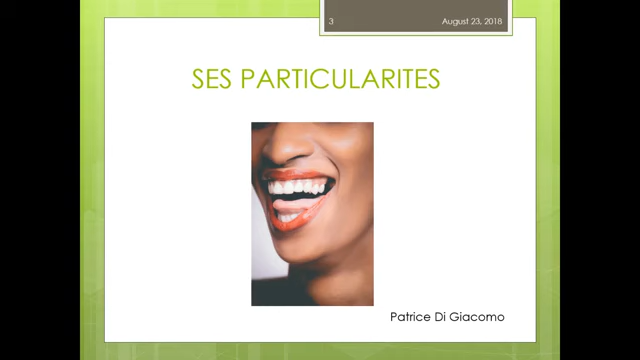 3
August 23, 2018
SES PARTICULARITES
Patrice Di Giacomo